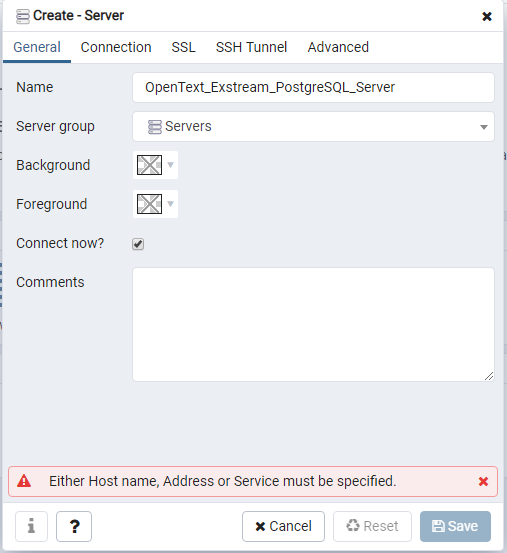 Create - Server
General Connection SSL SSH Tunnel Advanced
Name OpenText_Exstream_PostgreSQL_Server
Server group Servers
Background
Foreground
Connect now?
Comments
Either Host name, Address or Service must be specified.
i ? Cancel Reset Save